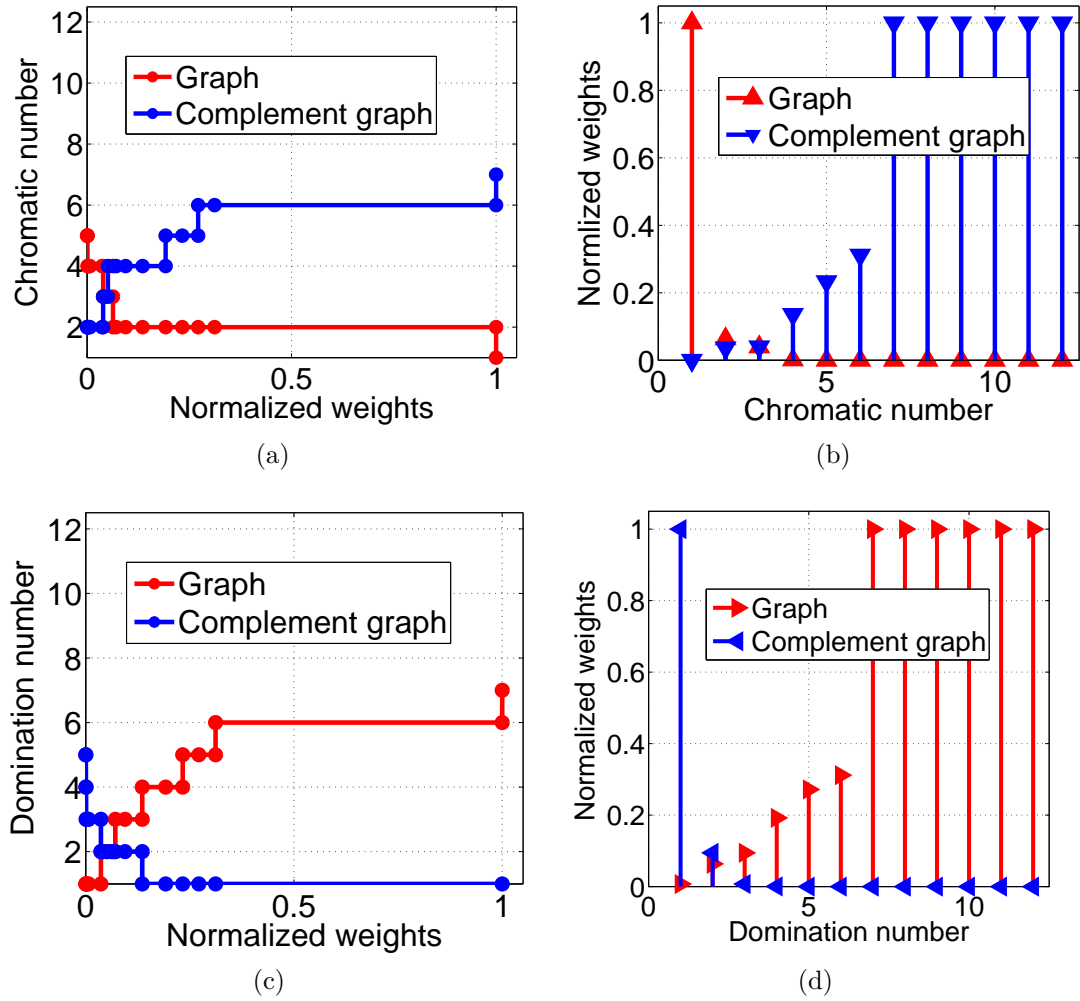 12
10
8
6
4
2
0
0.5
1
Chromatic number
Normalized weights
Graph
Complement graph
(a)
1
0.8
0.6
0.4
0.2
0
0
5
10
Normlized weights
Chromatic number
Graph
Complement graph
(b)
12
10
8
6
4
2
0
0.5
1
Domination number
Normalized weights
Graph
Complement graph
(c)
1
0.8
0.6
0.4
0.2
0
0
5
10
Normalized weights
Domination number
Graph
Complement graph
(d)